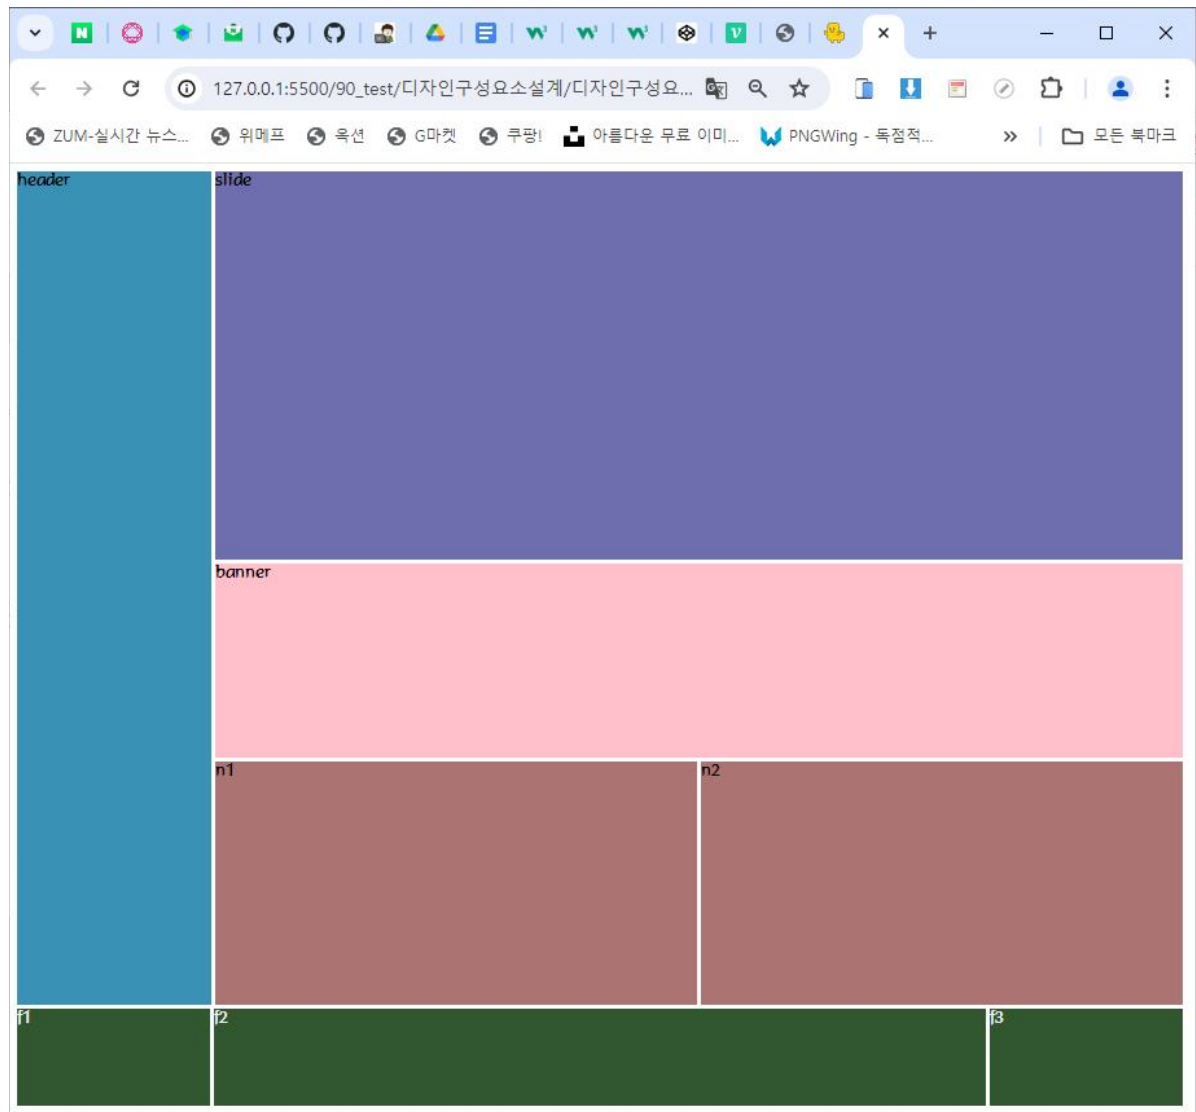 127.0.0.1:5500/90_test/디자인구성요소설계/디자인구성요...
ZUM-실시간 뉴스... 위메프 옥션 G마켓 쿠팡! 아름다운 무료 이미... PNGWing - 독점적... » 모든 북마크
header
slide
banner
n1
n2
f1
f2
f3